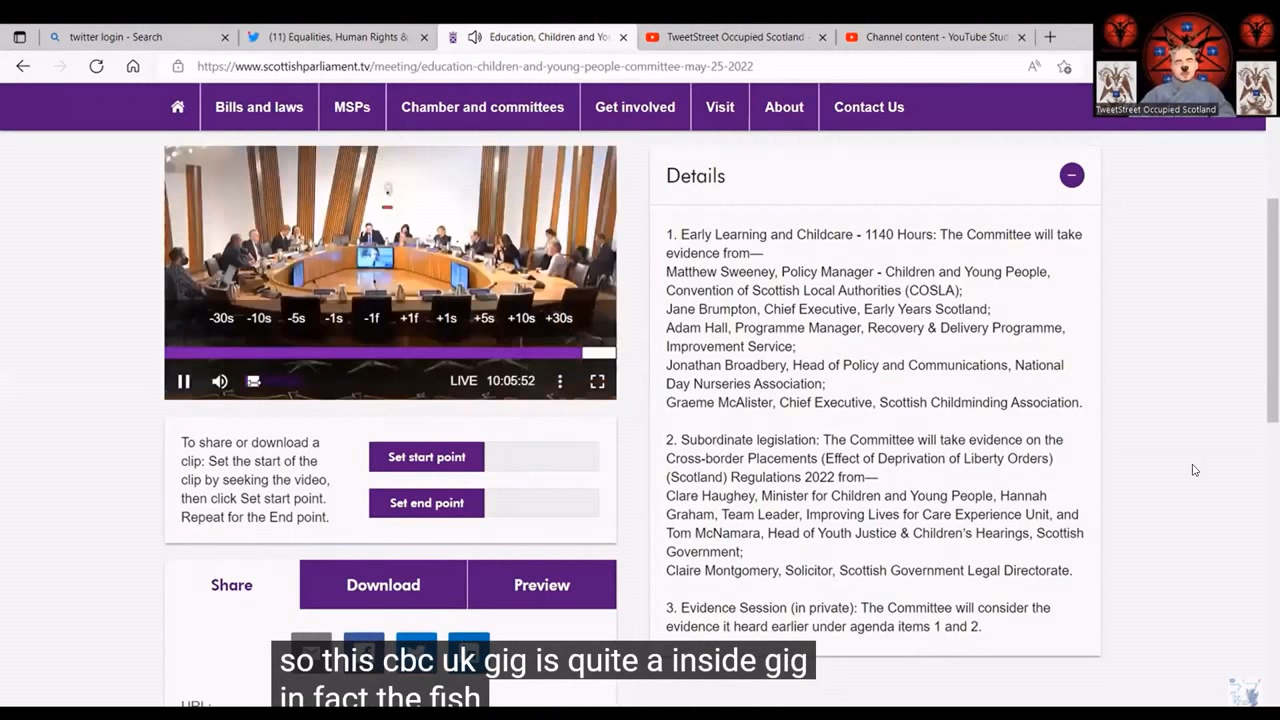 twitter login - Search
(11) Equalities, Human Rights &
Education, Children and Yo
TweetStreet Occupied Scotland -
Channel content - YouTube Stud
https://www.scottishparliament.tv/meeting/education-children-and-young-people-committee-may-25-2022
TweetStreet Occupied Scotland
Bills and laws
MSPs
Chamber and committees
Get involved
Visit
About
Contact Us
-30s -10s -5s -1s -1f +1f +1s +5s +10s +30s
LIVE 10:05:52
To share or download a
clip: Set the start of the
clip by seeking the video,
then click Set start point.
Repeat for the End point.
Set start point
Set end point
Share
Download
Preview
URL:
Details
1. Early Learning and Childcare - 1140 Hours: The Committee will take
evidence from—
Matthew Sweeney, Policy Manager - Children and Young People,
Convention of Scottish Local Authorities (COSLA);
Jane Brumpton, Chief Executive, Early Years Scotland;
Adam Hall, Programme Manager, Recovery & Delivery Programme,
Improvement Service;
Jonathan Broadbery, Head of Policy and Communications, National
Day Nurseries Association;
Graeme McAlister, Chief Executive, Scottish Childminding Association.
2. Subordinate legislation: The Committee will take evidence on the
Cross-border Placements (Effect of Deprivation of Liberty Orders)
(Scotland) Regulations 2022 from—
Clare Haughey, Minister for Children and Young People, Hannah
Graham, Team Leader, Improving Lives for Care Experience Unit, and
Tom McNamara, Head of Youth Justice & Children's Hearings, Scottish
Government;
Claire Montgomery, Solicitor, Scottish Government Legal Directorate.
3. Evidence Session (in private): The Committee will consider the
evidence it heard earlier under agenda items 1 and 2.
so this cbc uk gig is quite a inside gig
in fact the fish